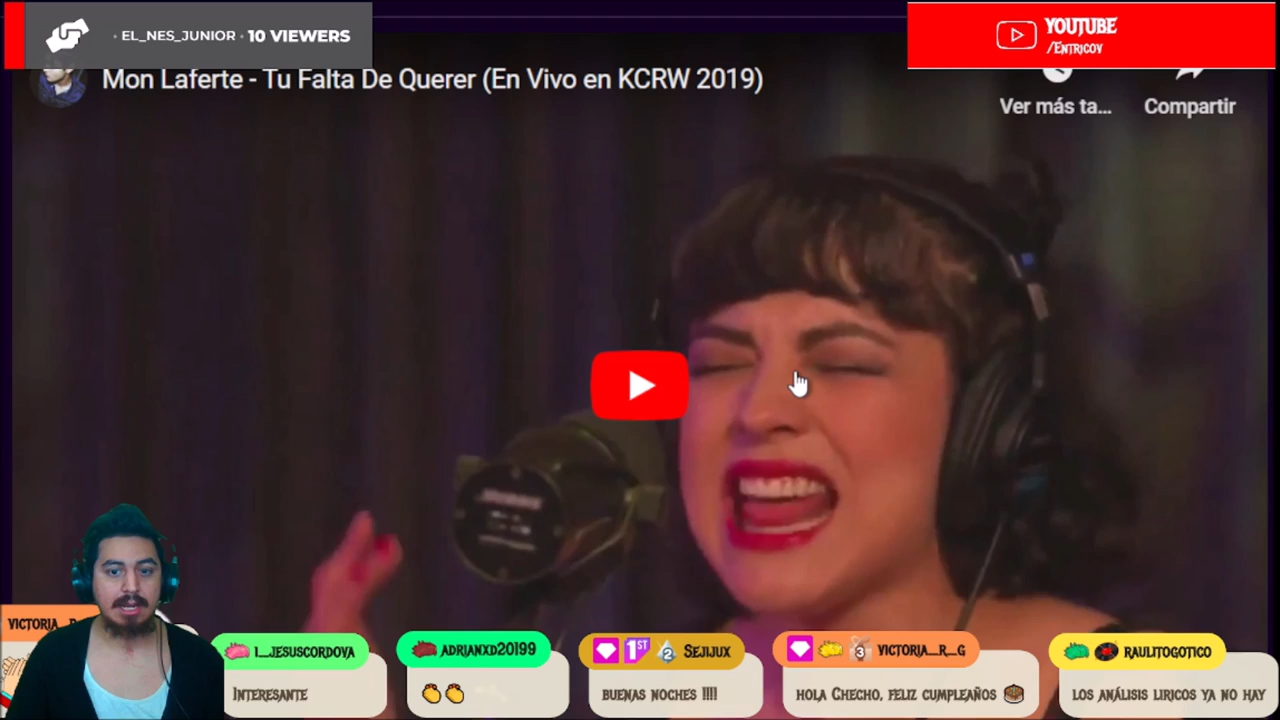 • EL_NES_JUNIOR • 10 VIEWERS
YOUTUBE
/ENTRICOV
Mon Laferte - Tu Falta De Querer (En Vivo en KCRW 2019)
Ver más ta...
Compartir
VICTORIA_R
1_JESUSCORDOVA
INTERESANTE
ADRIANXD20199
👏👏
1ST 2 SEJIJUX
BUENAS NOCHES !!!!
3 VICTORIA_R_G
HOLA CHECHO, FELIZ CUMPLEAÑOS 🎂
RAULITOGOTICO
LOS ANÁLISIS LIRICOS YA NO HAY